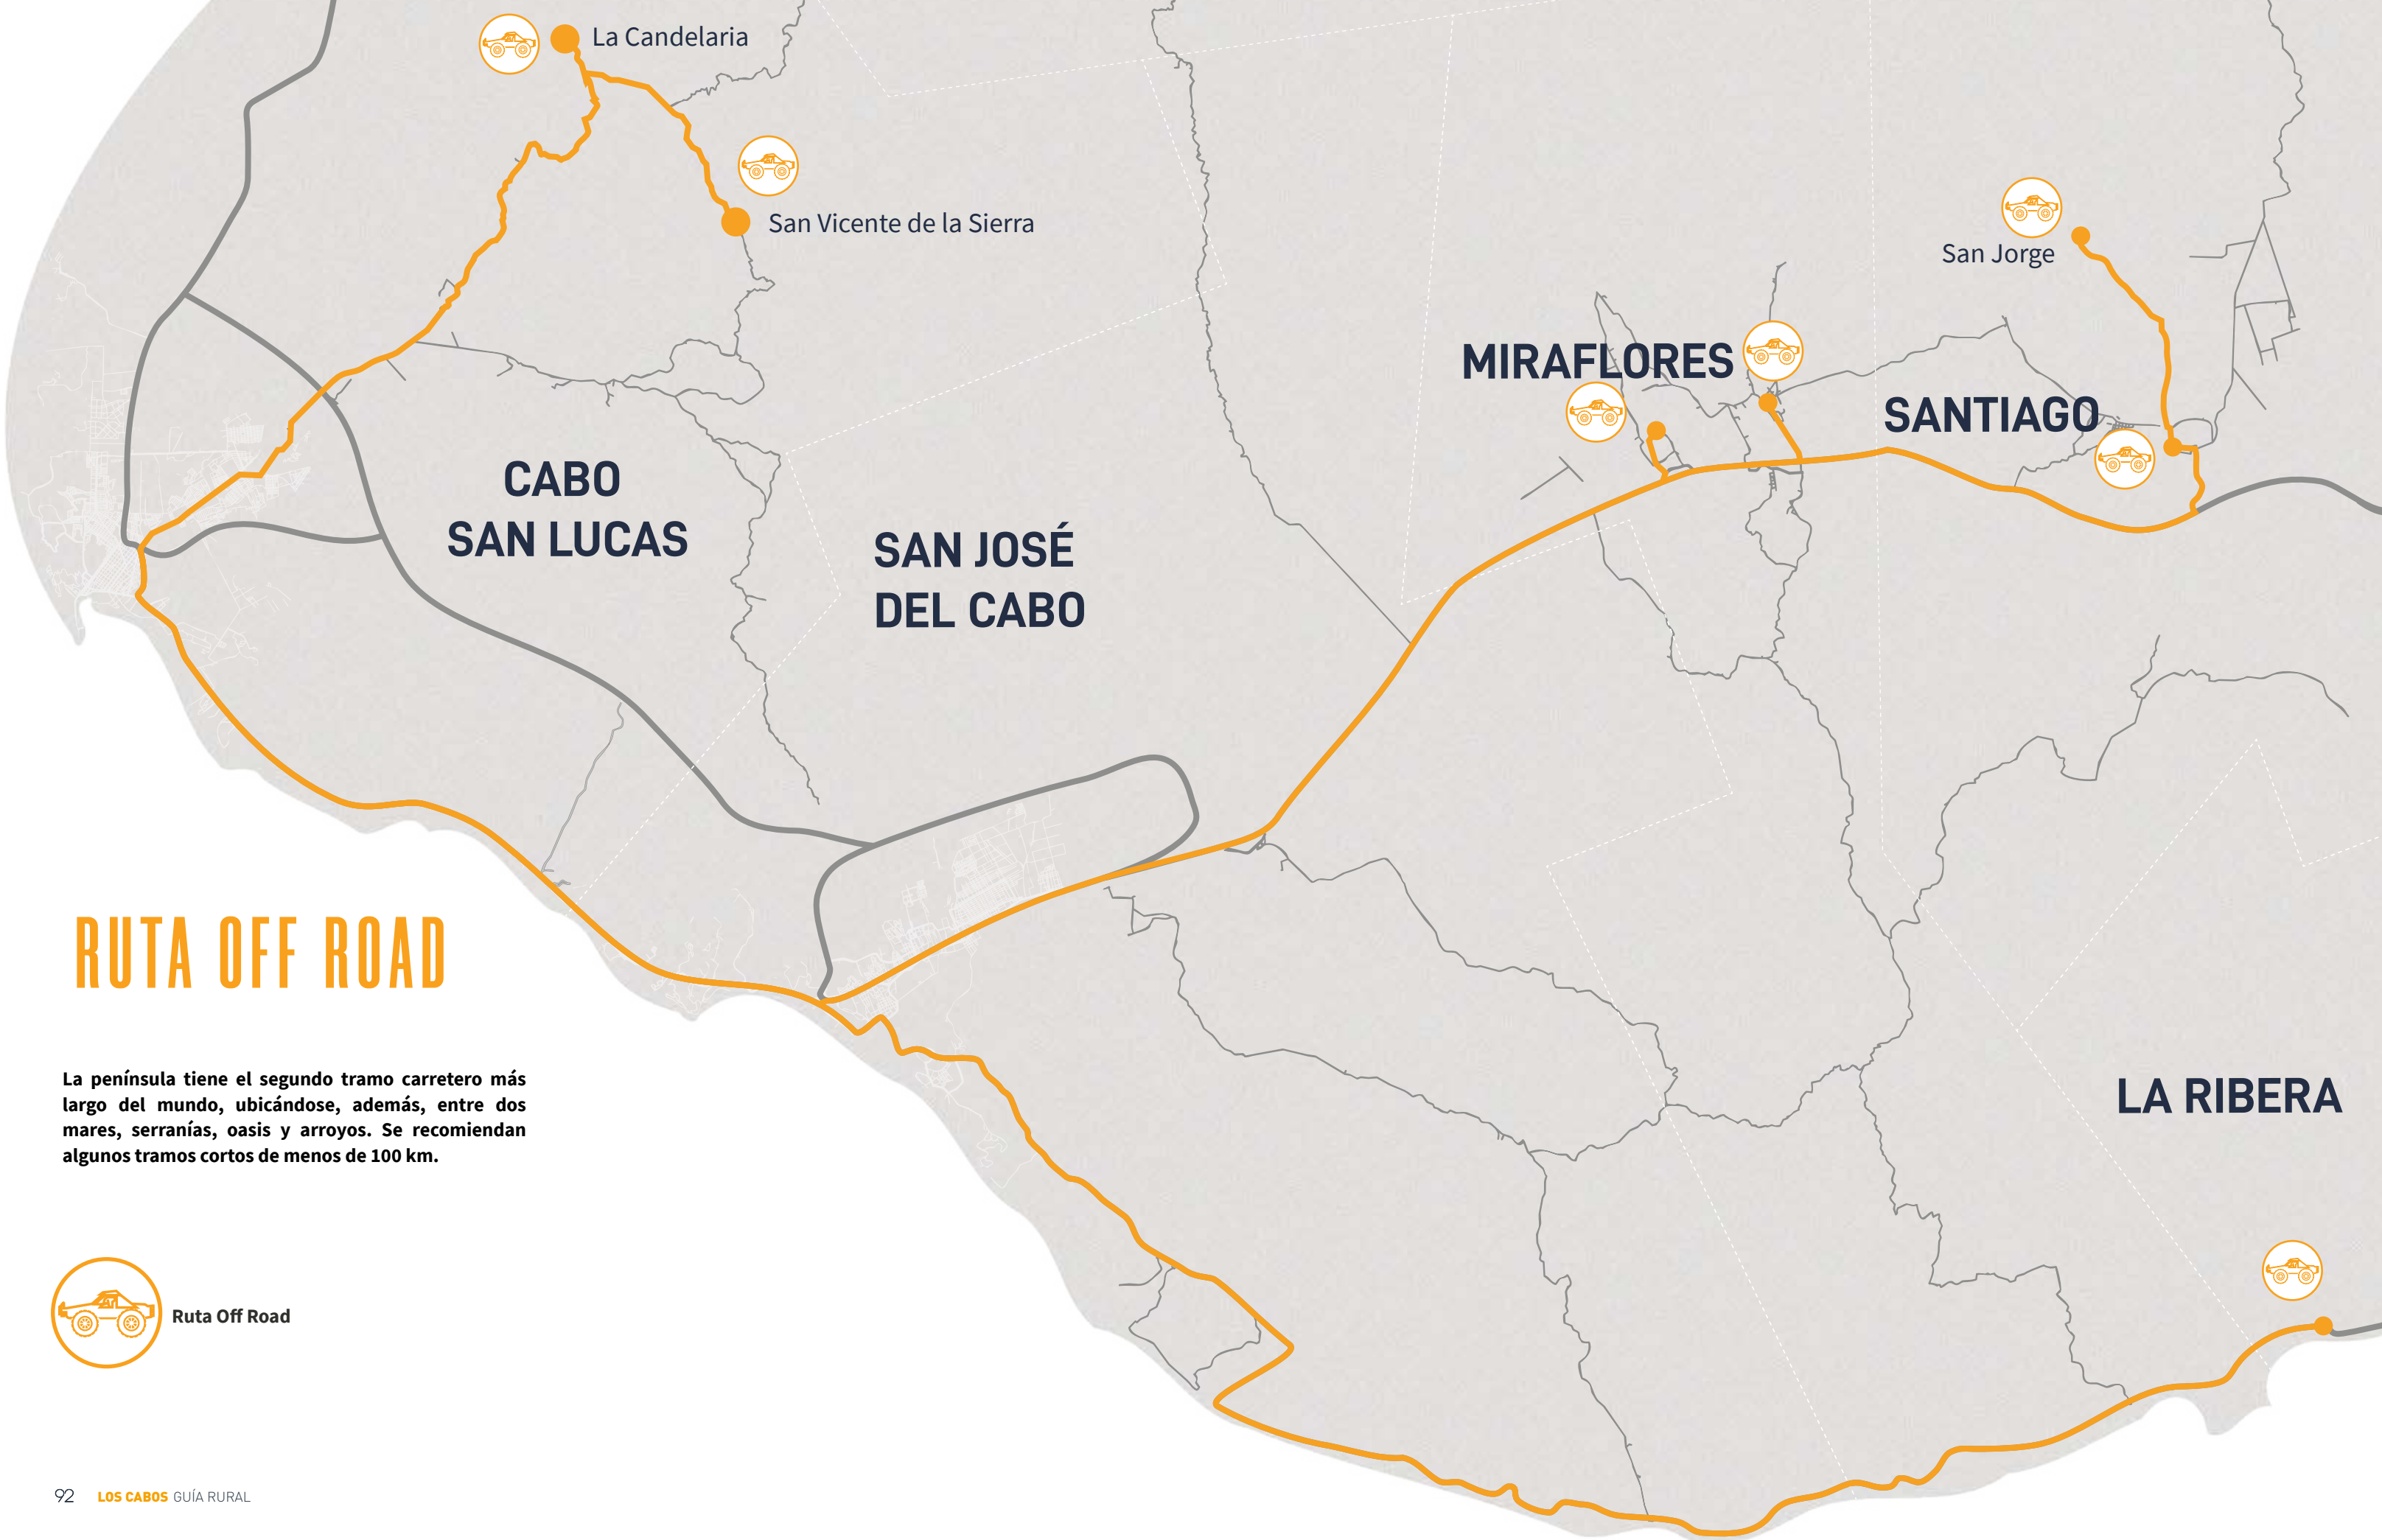 La Candelaria
San Vicente de la Sierra
San Jorge
MIRAFLORES
SANTIAGO
CABO
SAN LUCAS
SAN JOSÉ
DEL CABO
LA RIBERA
RUTA OFF ROAD
La península tiene el segundo tramo carretero más
largo del mundo, ubicándose, además, entre dos
mares, serranías, oasis y arroyos. Se recomiendan
algunos tramos cortos de menos de 100 km.
Ruta Off Road
92 LOS CABOS GUÍA RURAL